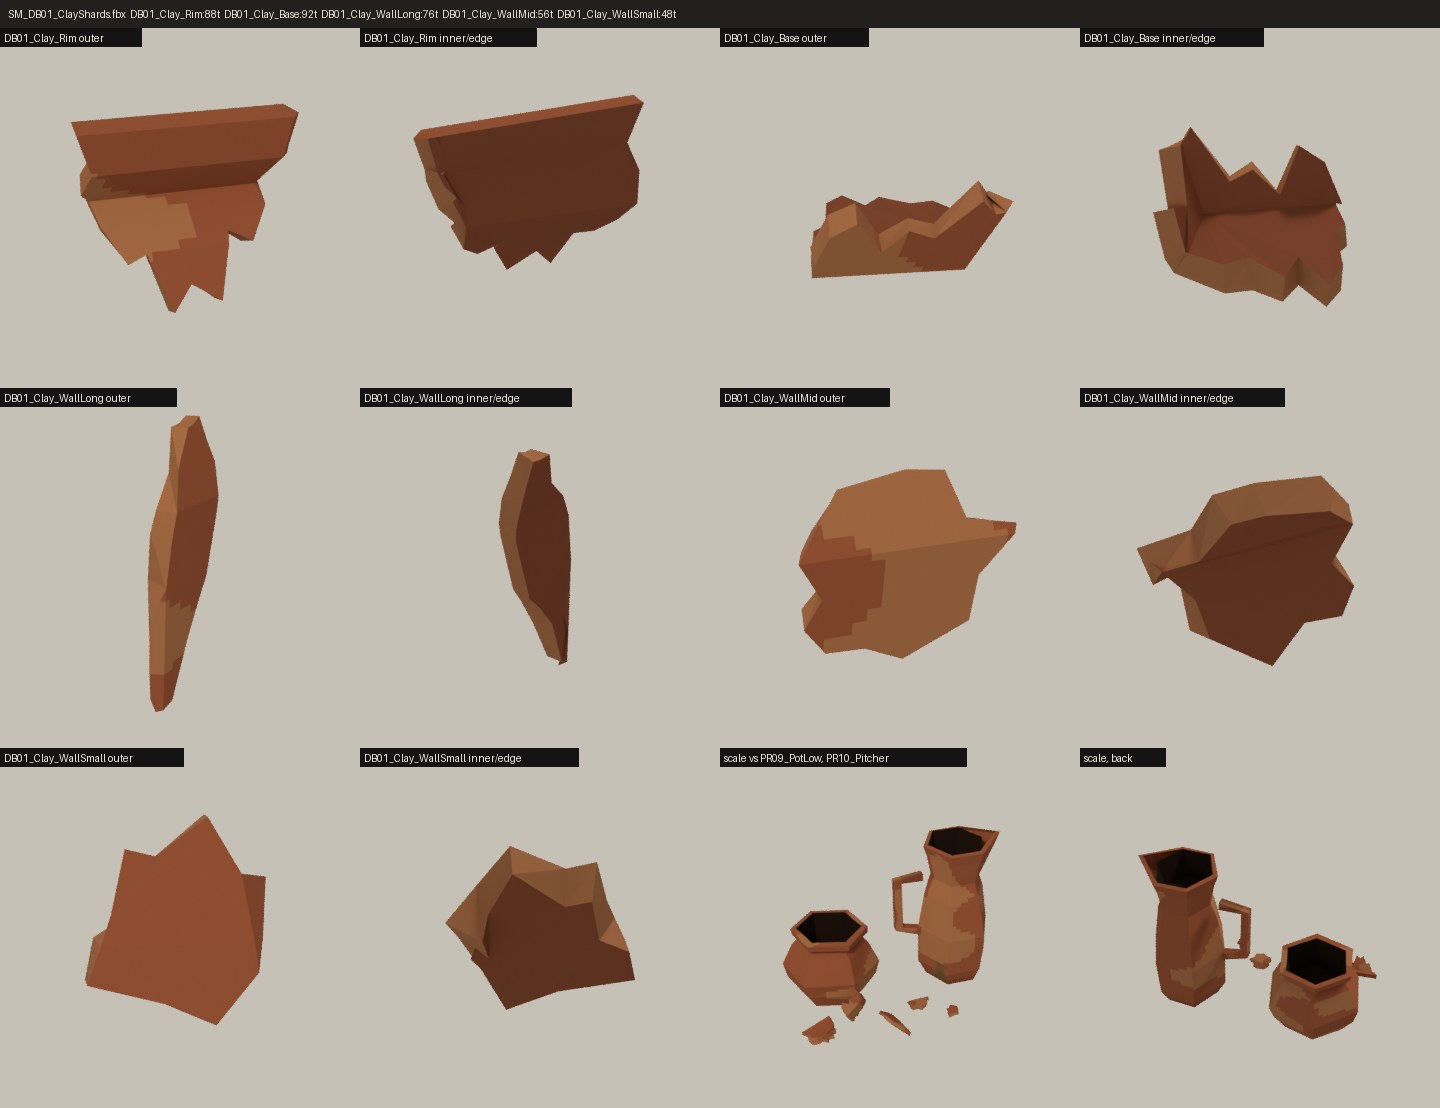 SM_DB01_ClayShards.fbx DB01_Clay_Rim:88t DB01_Clay_Base:92t DB01_Clay_WallLong:76t DB01_Clay_WallMid:56t DB01_Clay_WallSmall:48t
DB01_Clay_Rim outer
DB01_Clay_Rim inner/edge
DB01_Clay_Base outer
DB01_Clay_Base inner/edge
DB01_Clay_WallLong outer
DB01_Clay_WallLong inner/edge
DB01_Clay_WallMid outer
DB01_Clay_WallMid inner/edge
DB01_Clay_WallSmall outer
DB01_Clay_WallSmall inner/edge
scale vs PR09_PotLow, PR10_Pitcher
scale, back